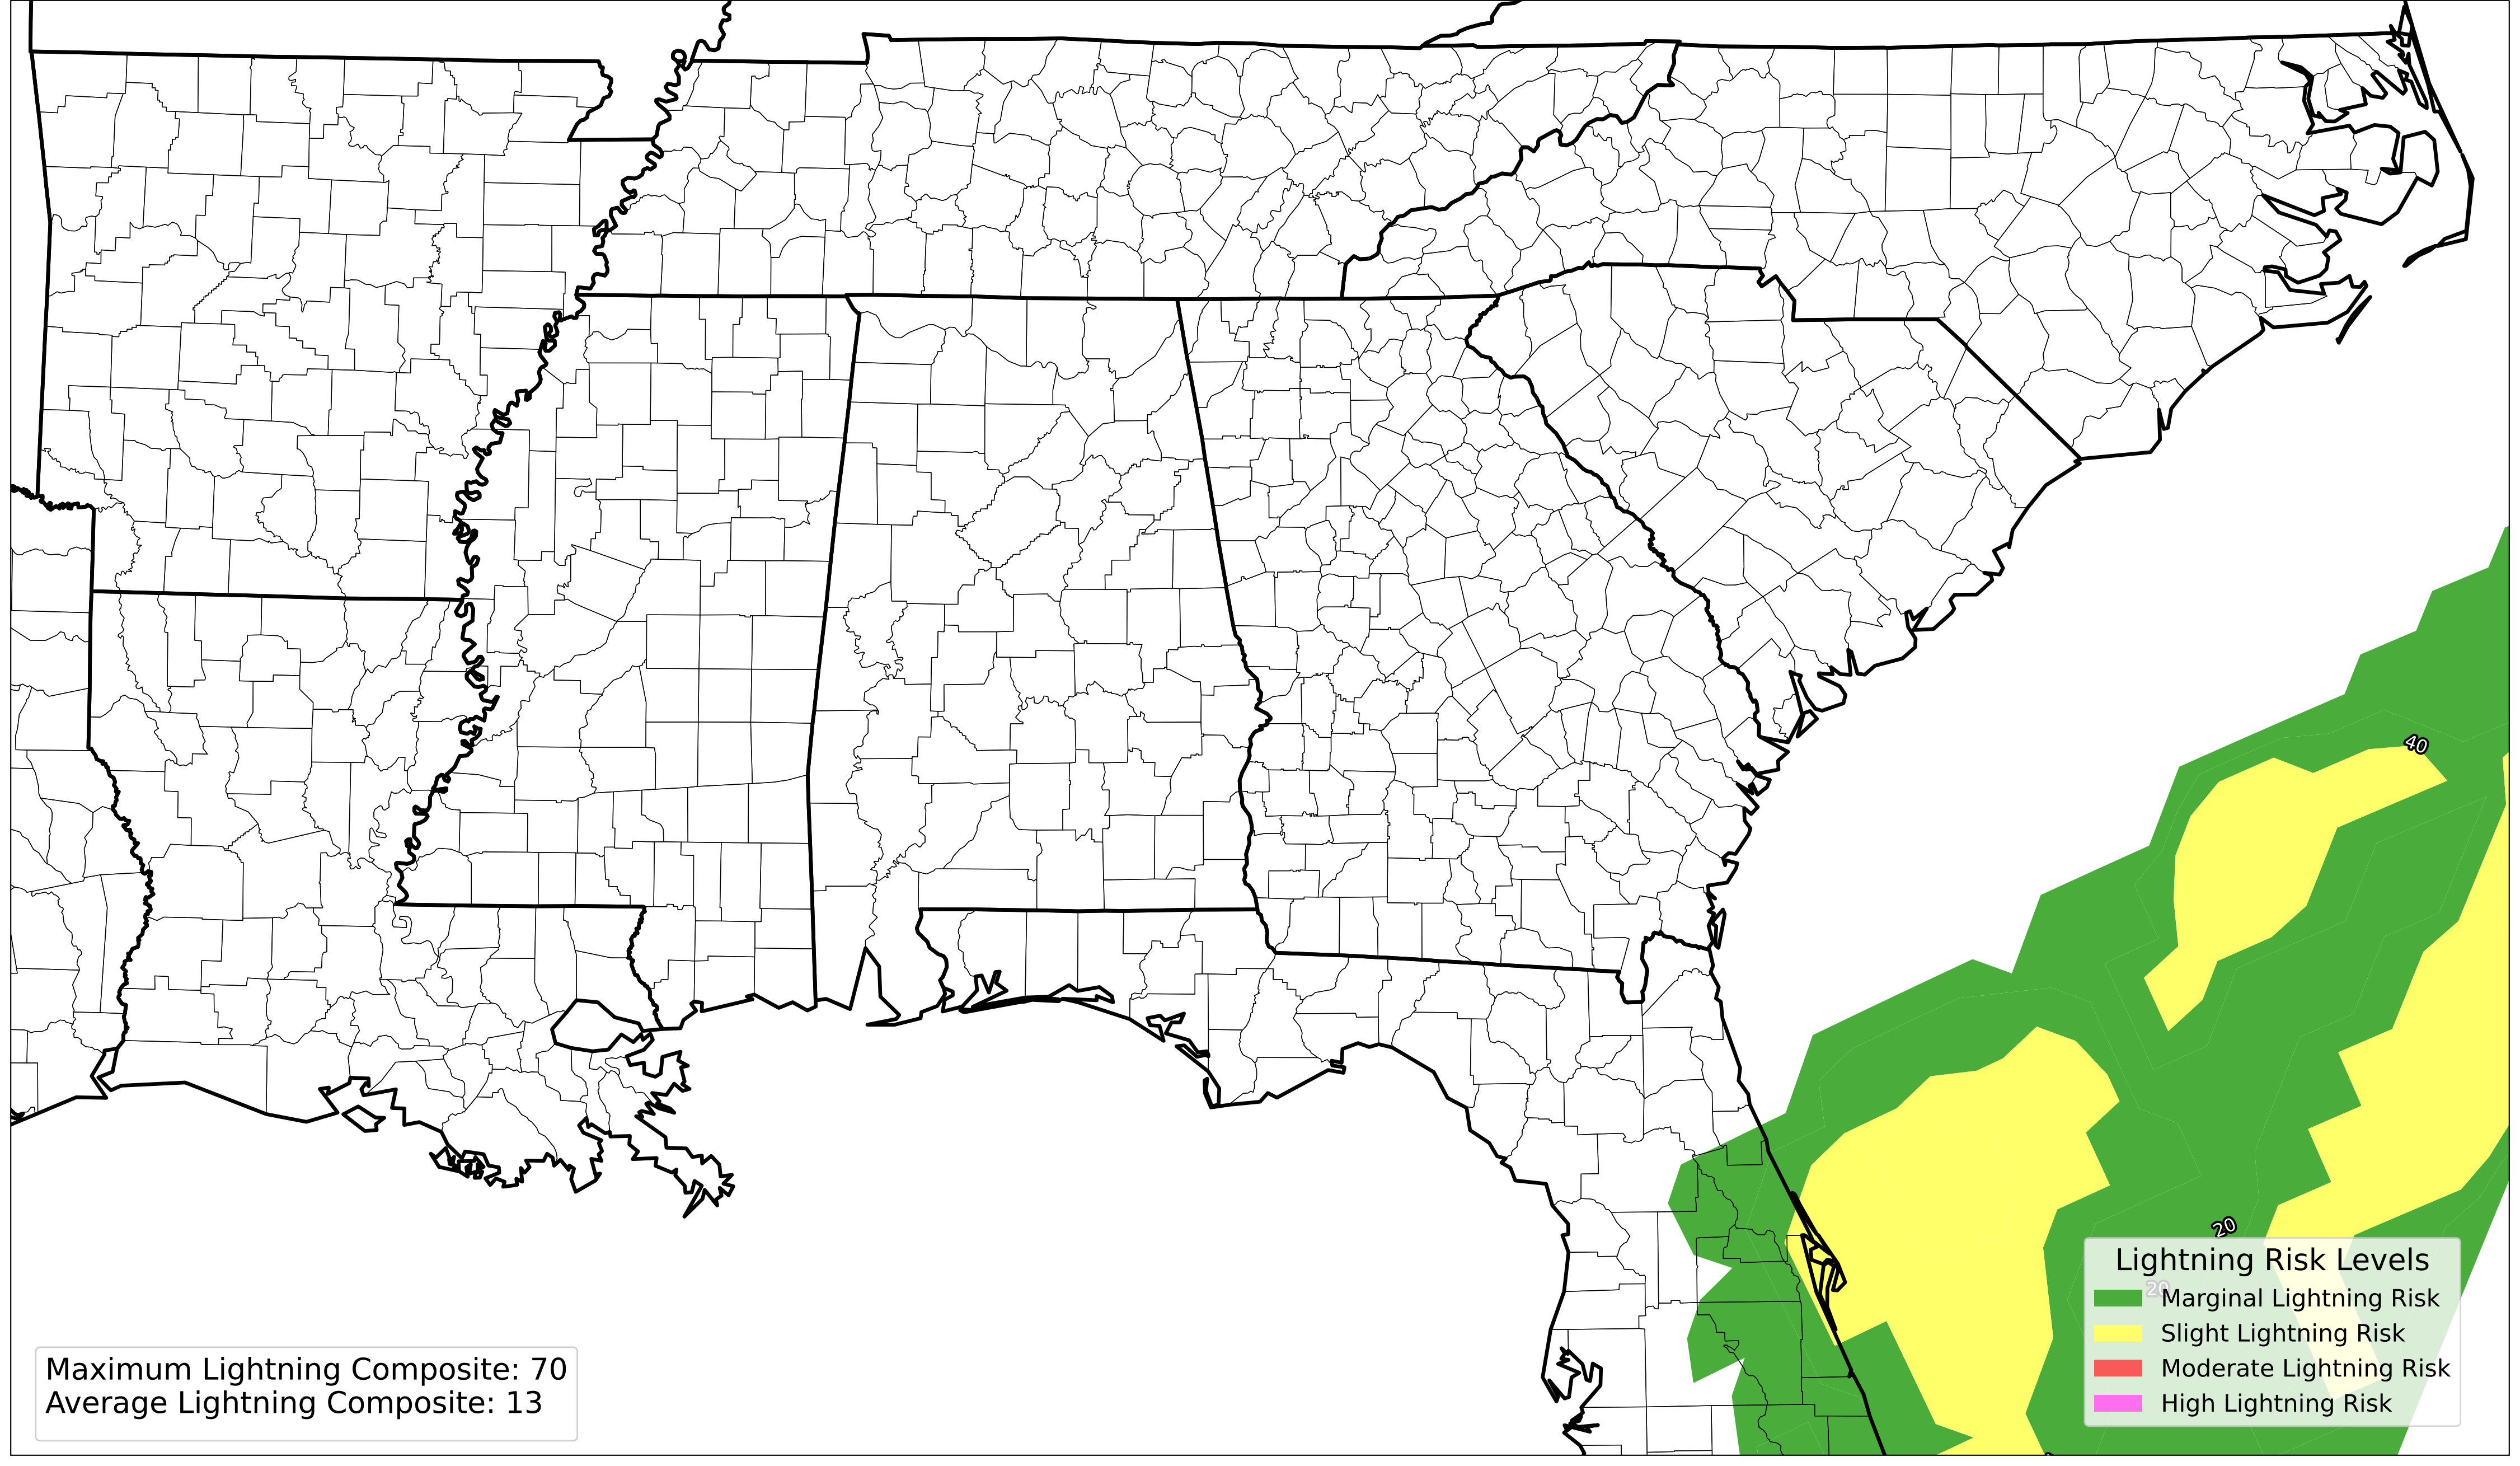 40
20
20
Lightning Risk Levels
Marginal Lightning Risk
Slight Lightning Risk
Moderate Lightning Risk
High Lightning Risk
Maximum Lightning Composite: 70
Average Lightning Composite: 13